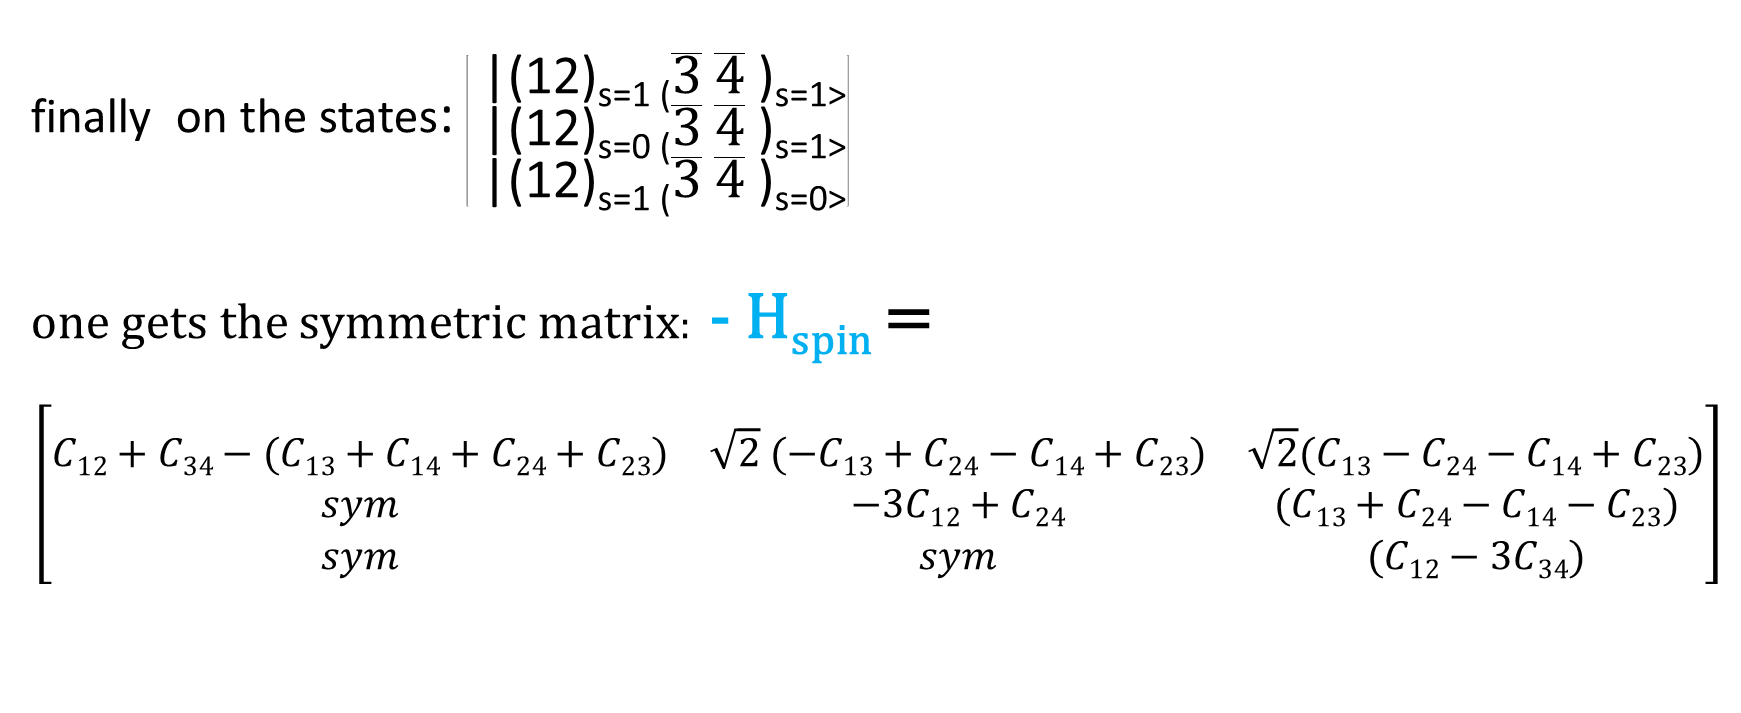 finally on the states: |(12)s=1 (3̅ 4̅ )s=1>
|(12)s=0 (3̅ 4̅ )s=1>
|(12)s=1 (3̅ 4̅ )s=0>
one gets the symmetric matrix: - Hspin =
C12 + C34 − (C13 + C14 + C24 + C23) √2 (−C13 + C24 − C14 + C23) √2(C13 − C24 − C14 + C23)
sym −3C12 + C24 (C13 + C24 − C14 − C23)
sym sym (C12 − 3C34)